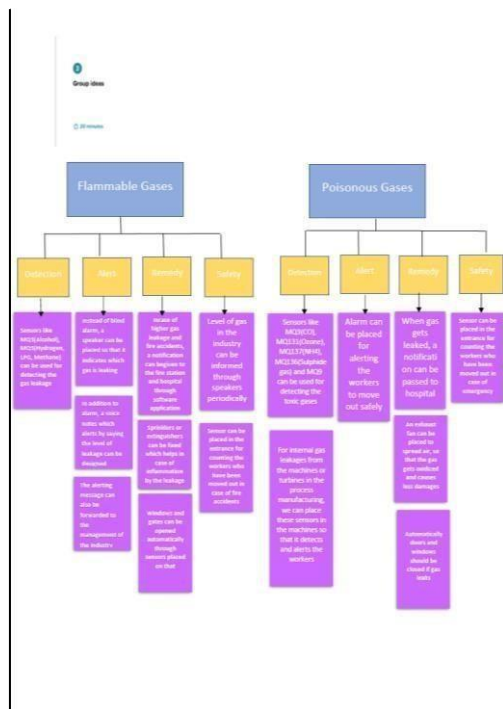 2
Group ideas
20 minutes
Flammable Gases
Poisonous Gases
Detection
Alert
Remedy
Safety
Sensors like
MQ3(Alcohol),
MQ5(Hydrogen,
LPG, Methane)
can be used for
detecting the
gas leakage
Instead of blind
alarm, a
speaker can be
placed so that it
indicates which
gas is leaking
In addition to
alarm, a voice
notes which
alerts by saying
the level of
leakage can be
The alerting
message can
also be
forwarded to
the
management of
the industry
Incase of
higher gas
leakage and
fire accidents,
a notification
can be given to
the fire station
and hospital
through
software
application
Sprinklers or
extinguishers
can be fixed
which helps in
case of
inflammation by
the leakage
Windows and
gates can be
opened
automatically
through
sensors placed
on that
Level of gas
in the
industry
can be
informed
through
speakers
periodically
Sensor can be
placed in the
entrance for
counting the
workers who
have been
moved out in
case of fire
accidents
Detection
Alert
Remedy
Safety
Sensors like
MQ131(Ozone),
gas) and MQ9
can be used for
detecting the
toxic gases
For internal gas
leakages from the
machines or
turbines in the
process
manufacturing, we
can place these
sensors in the
machines so that it
detects and alerts
the workers
Alarm can
be placed
for
alerting
the
workers to
move out
safely
When gas
gets
leaked, a
notificati
on can be
passed to
hospital
An exhaust
fan can be
placed to
spread air, so
that the gas
gets
and causes
less damages
Automatically
doors and
windows
should be
closed if gas
leaks
Sensor can be
placed in the
entrance for
counting the
workers who
have been
moved out in
case of
emergency